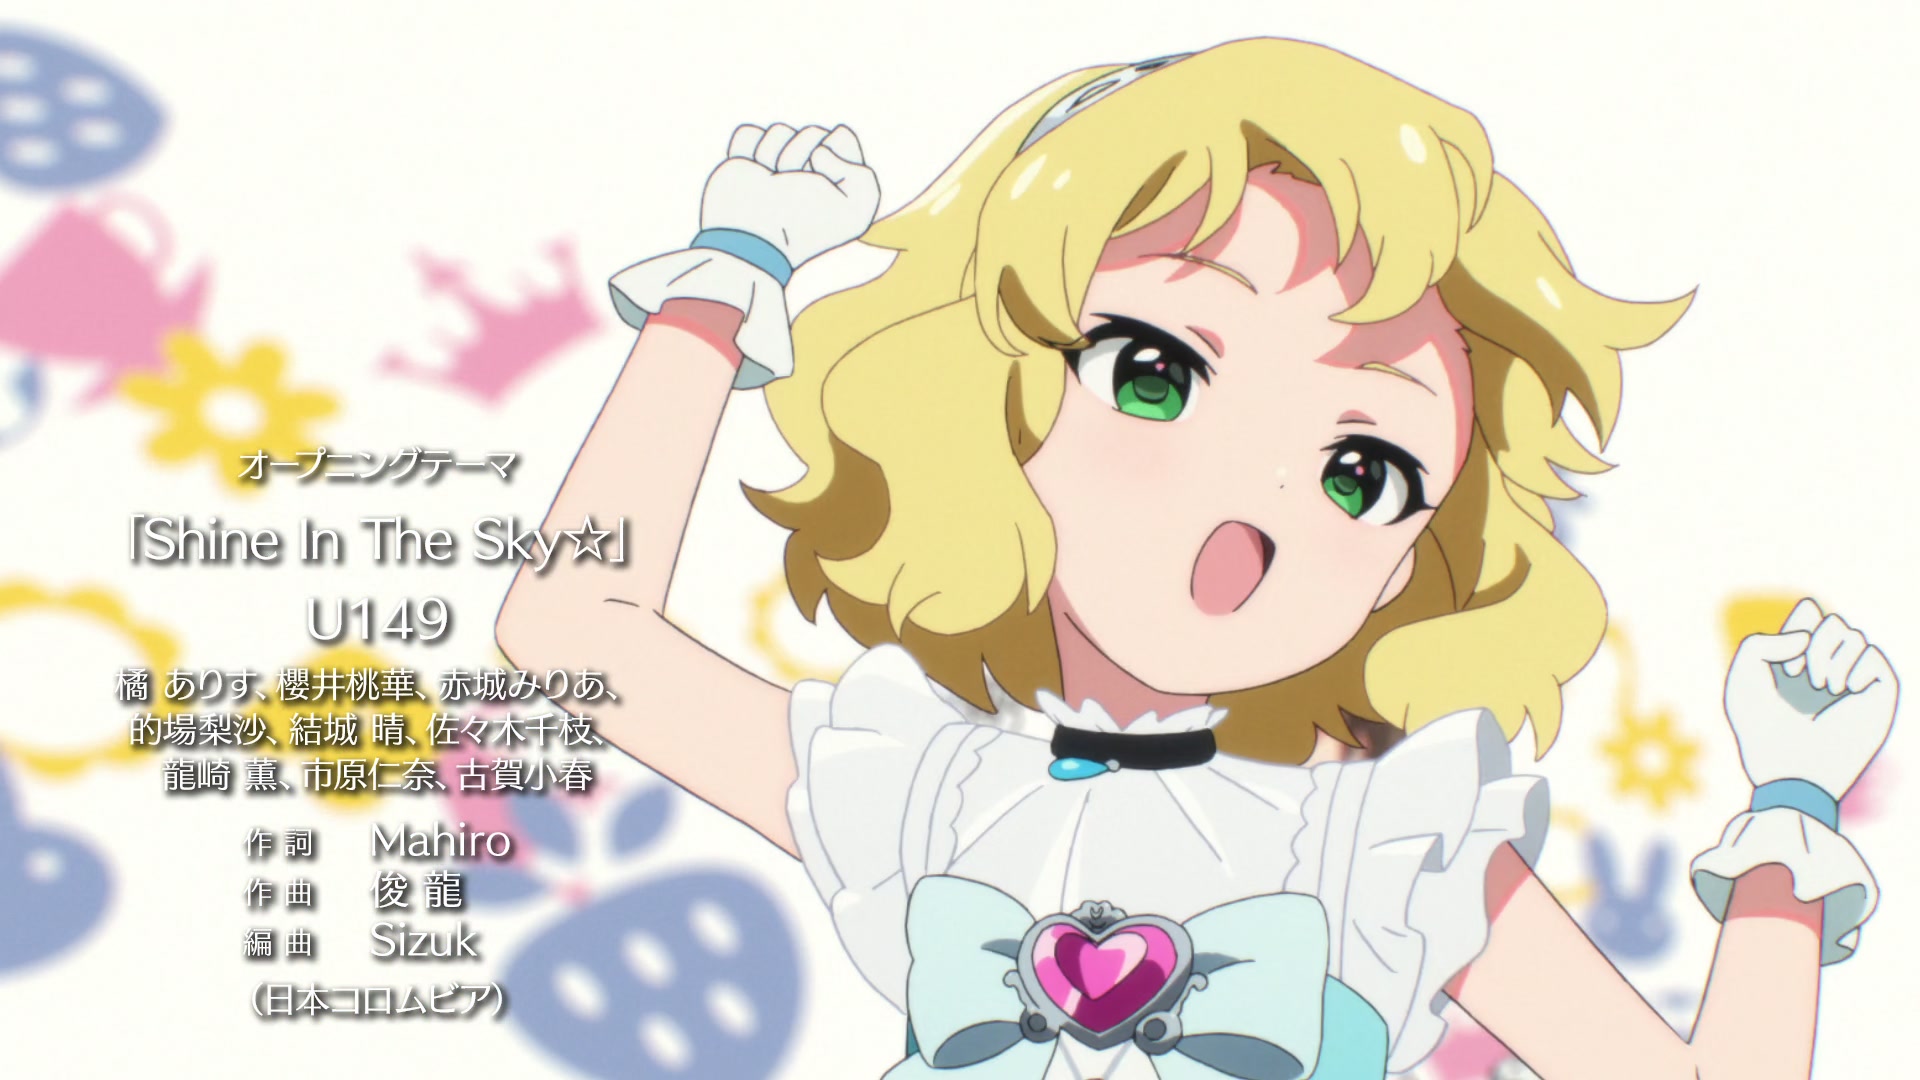 オープニングテーマ
「Shine In The Sky☆」
U149
橘 ありす、櫻井桃華、赤城みりあ、
的場梨沙、結城 晴、佐々木千枝、
龍崎 薫、市原仁奈、古賀小春
作 詞 Mahiro
作 曲 俊 龍
編 曲 Sizuk
（日本コロムビア）